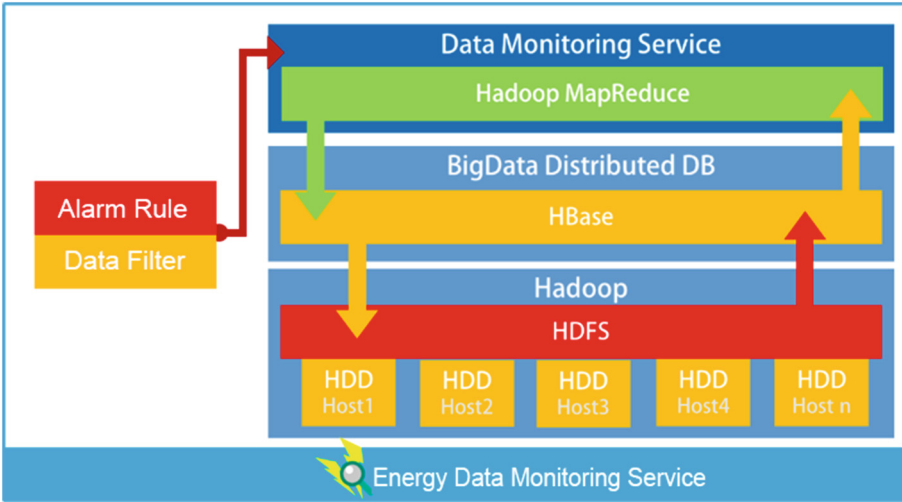 Data Monitoring Service
Hadoop MapReduce
BigData Distributed DB
HBase
Alarm Rule
Data Filter
Hadoop
HDFS
HDD
Host1
HDD
Host2
HDD
Host3
HDD
Host4
HDD
Host n
Energy Data Monitoring Service